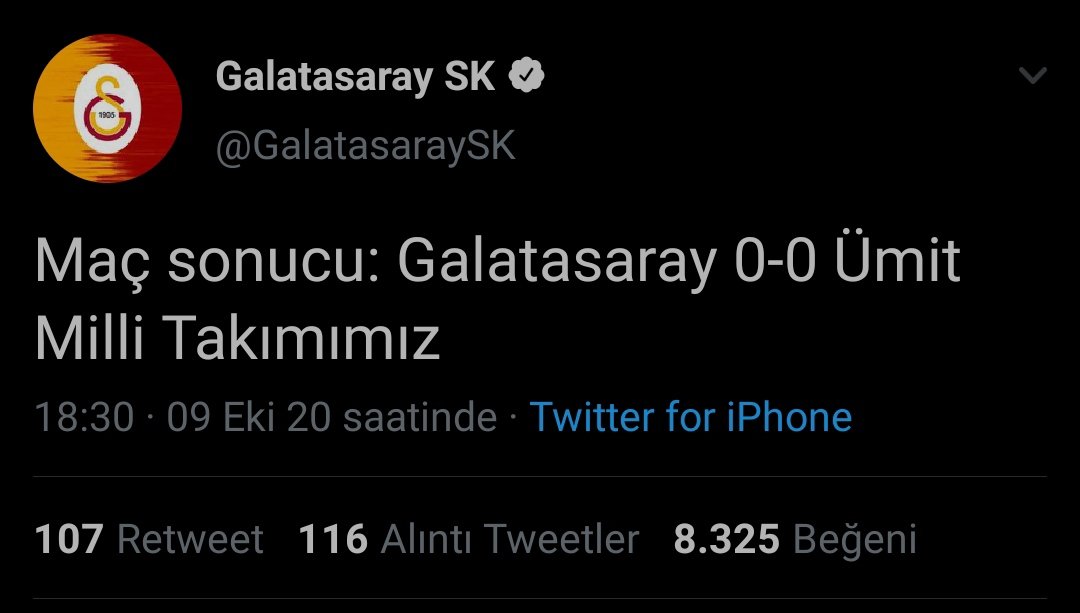 1905
Galatasaray SK
@GalatasaraySK
Maç sonucu: Galatasaray 0-0 Ümit
Milli Takımımız
18:30 · 09 Eki 20 saatinde · Twitter for iPhone
107 Retweet 116 Alıntı Tweetler 8.325 Beğeni